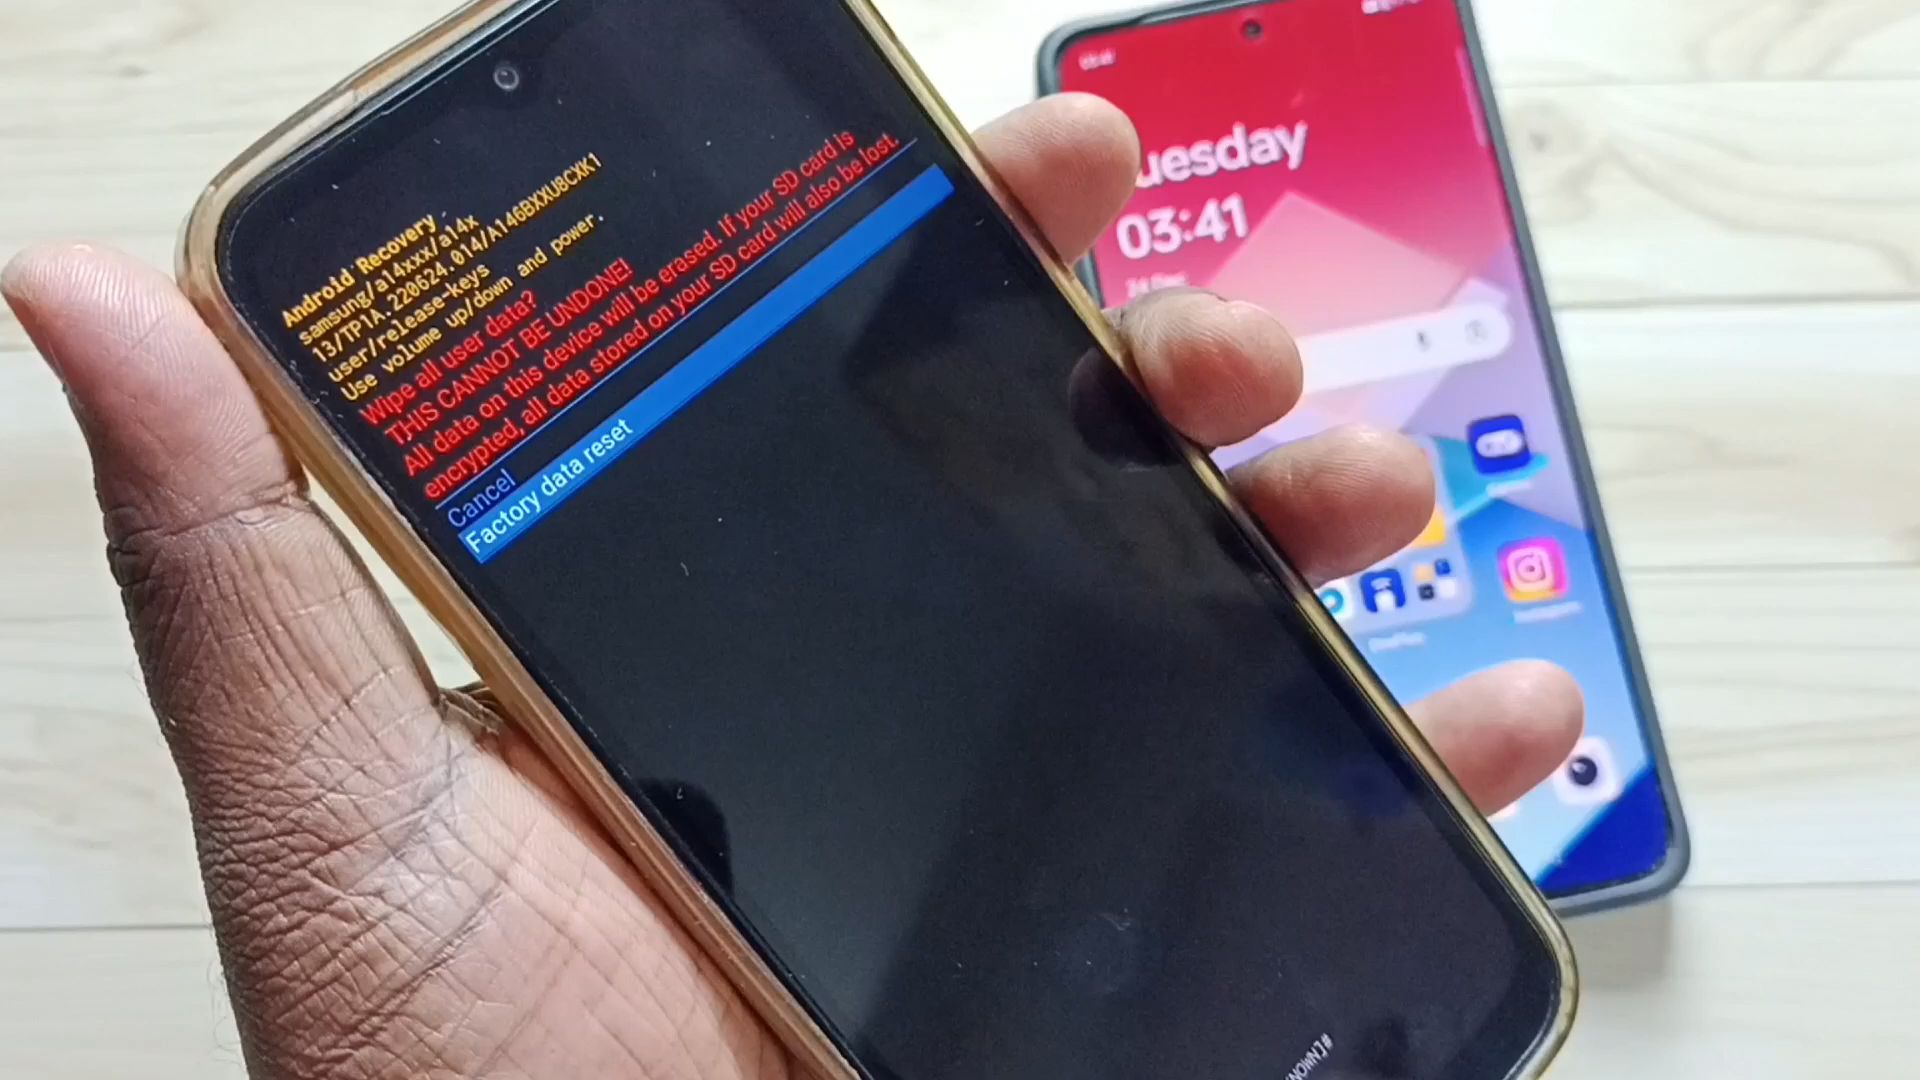 Android Recovery
samsung/a14xxx/a14x
13/TP1A.220624.014/A146BXXU8CXK1
user/release-keys
Use volume up/down and power.
Wipe all user data?
THIS CANNOT BE UNDONE!
All data on this device will be erased. If your SD card is
encrypted, all data stored on your SD card will also be lost.
Cancel
Factory data reset
uesday
03:41